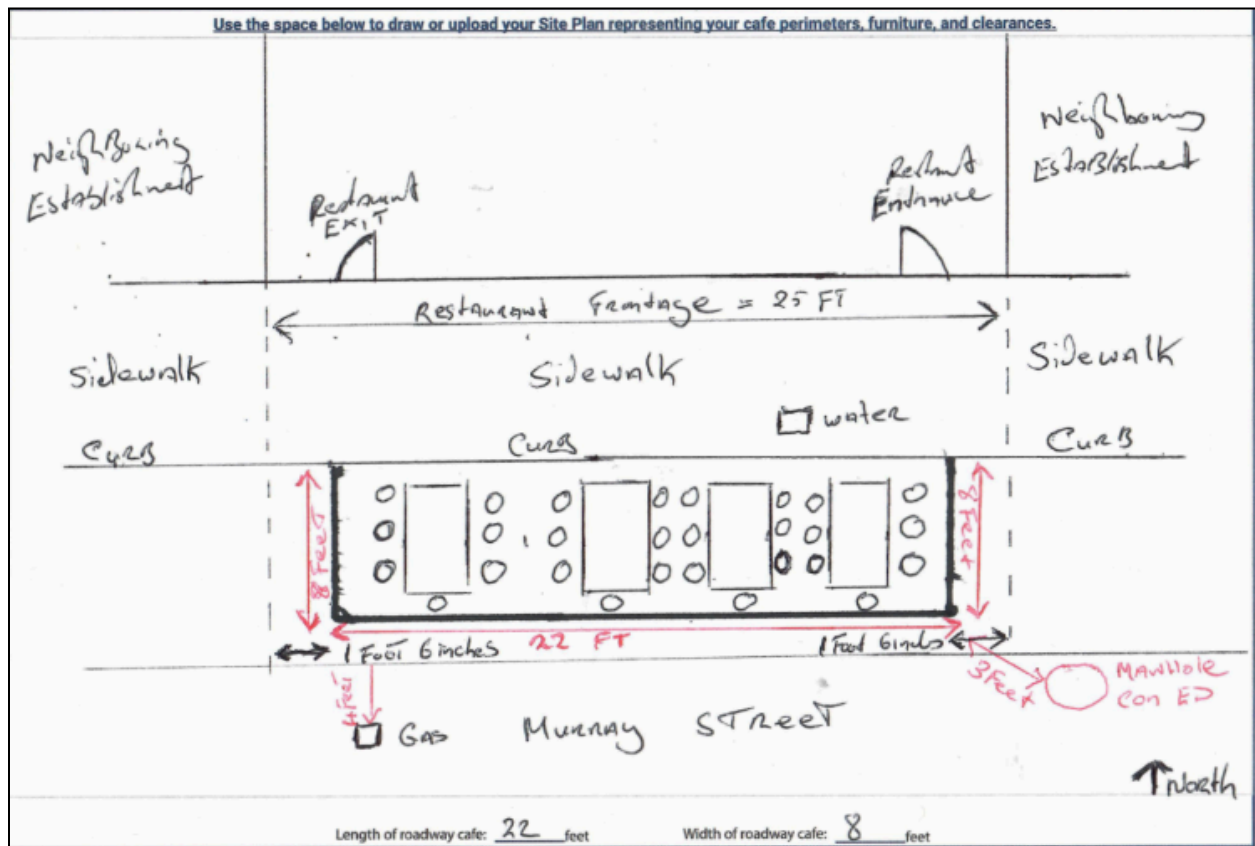 Use the space below to draw or upload your Site Plan representing your cafe perimeters, furniture, and clearances.
Neighboring
Establishment
Neighboring
Establishment
EXIT
Entrance
Restaurant Frontage = 25 FT
Sidewalk
Sidewalk
Sidewalk
water
CURB
CURB
CURB
8 Feet
8 Feet
1 Foot 6 inches
22 FT
1 Foot 6 inches
4 Feet
3 Feet
MANHOLE
Con ED
GAS
MURRAY STREET
North
Length of roadway cafe: 22 feet
Width of roadway cafe: 8 feet